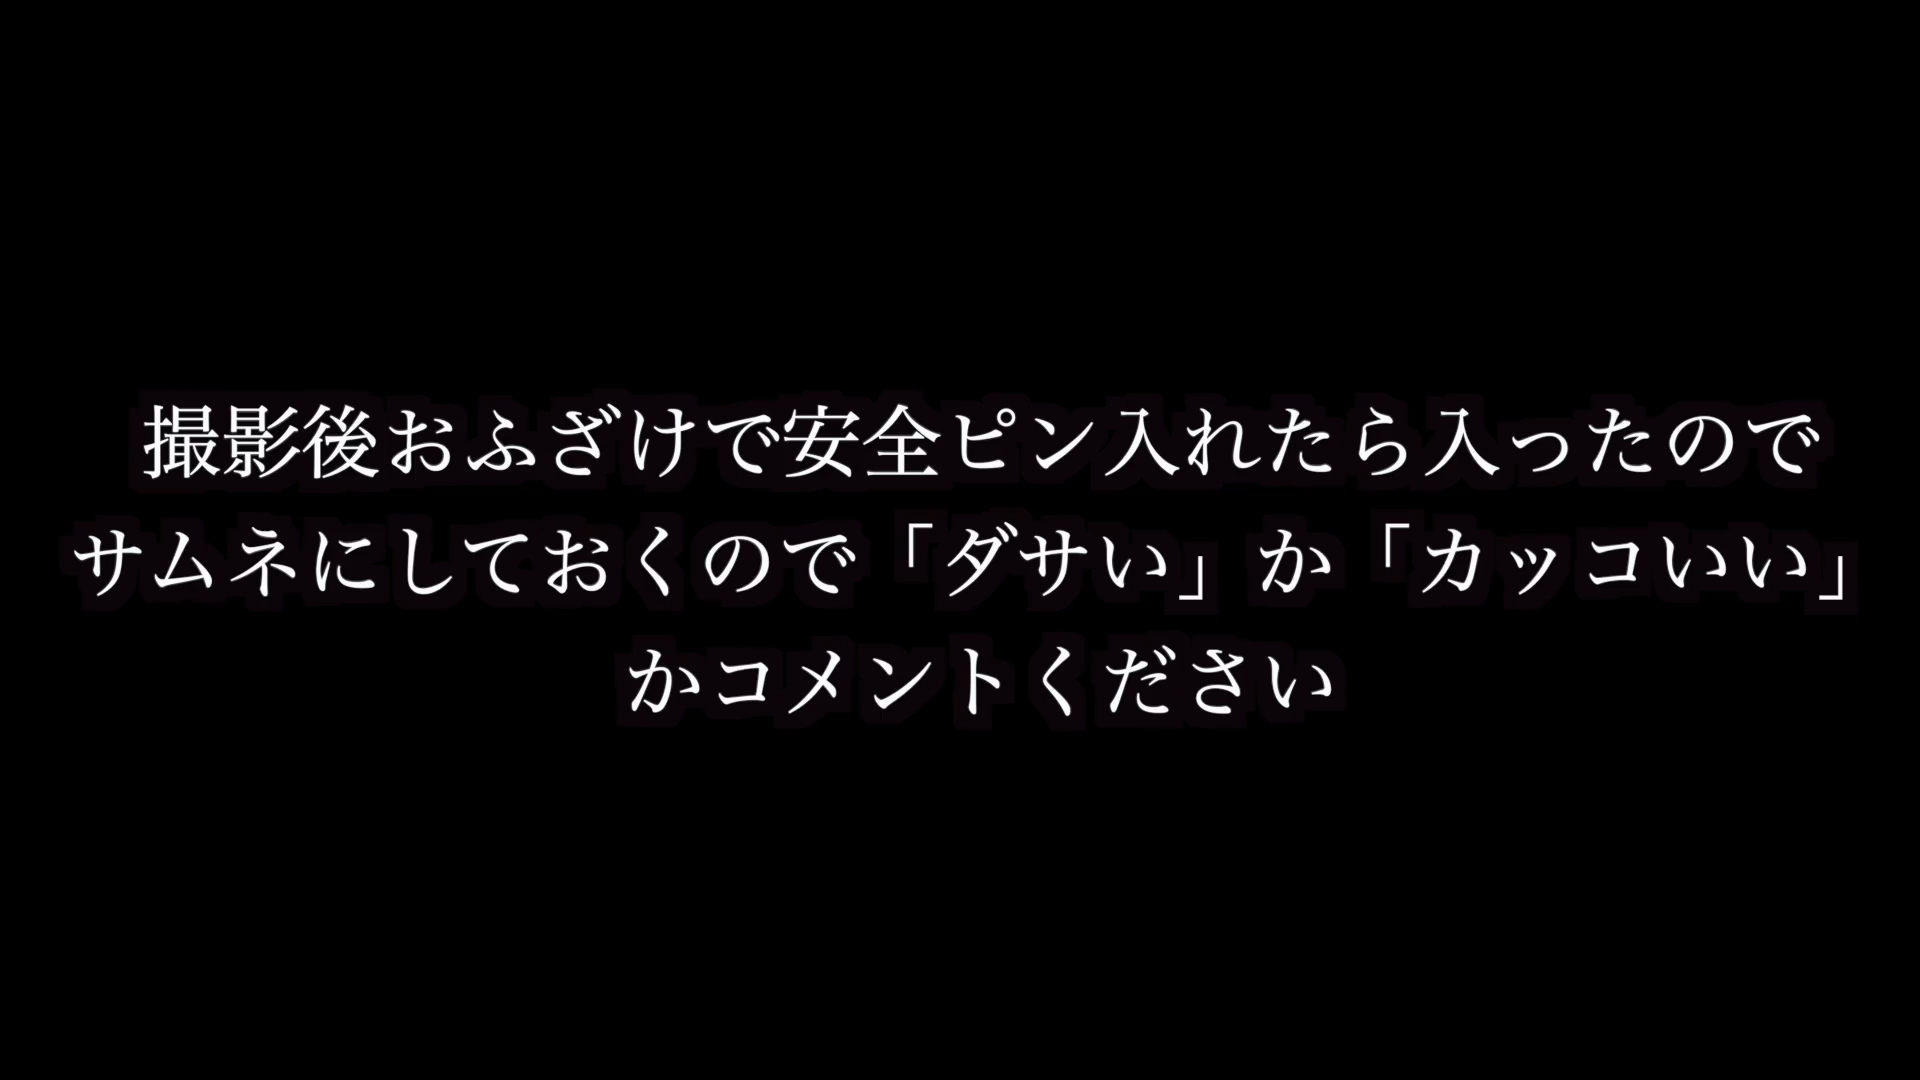 撮影後おふざけで安全ピン入れたら入ったので
サムネにしておくので「ダサい」か「カッコいい」
かコメントください